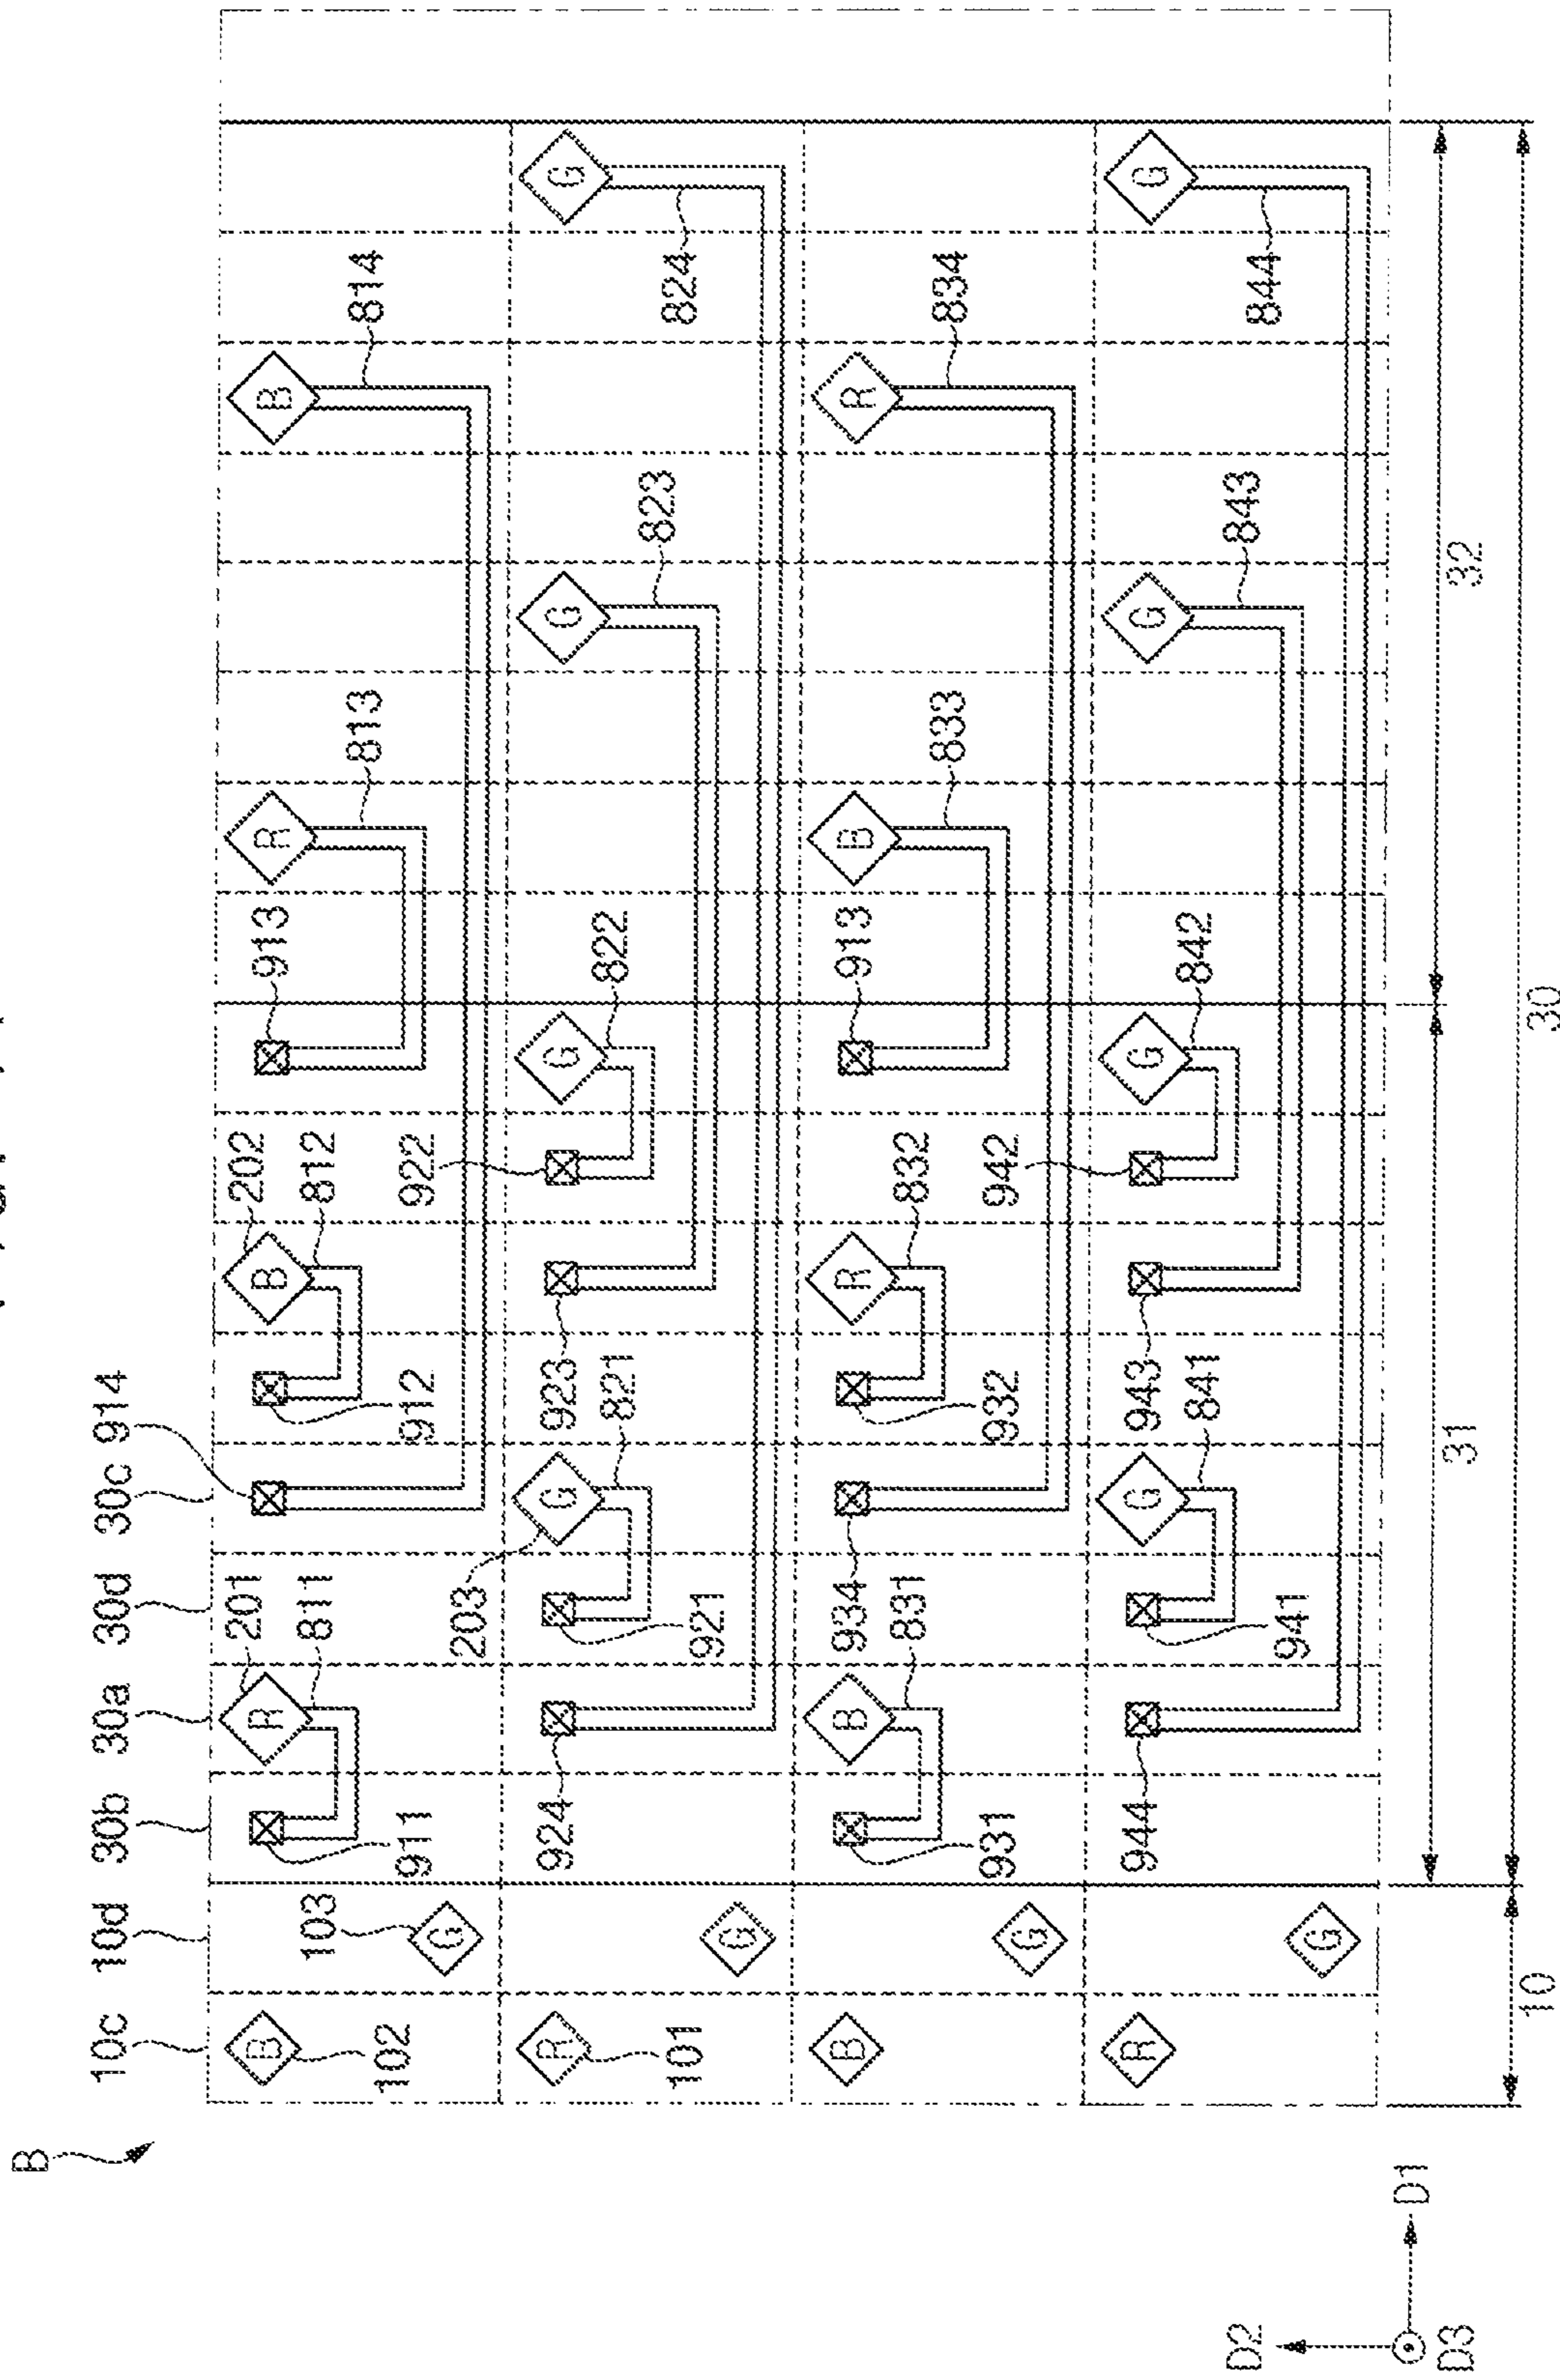 B
10c 10d 30b 30a 30d 30c 914
201 202
B R B 913 R B
103 811 812 813 814
102 911 912 922
G
203
R 924 G 923 G G G
821 822 823
101 921 824
G
B B 934 R 913 B R
831 832 833 834
931 932 942
G
R 944 G 943 G G G
841 842 843
941 844
G
D2
D1
D3
31 32
10 30